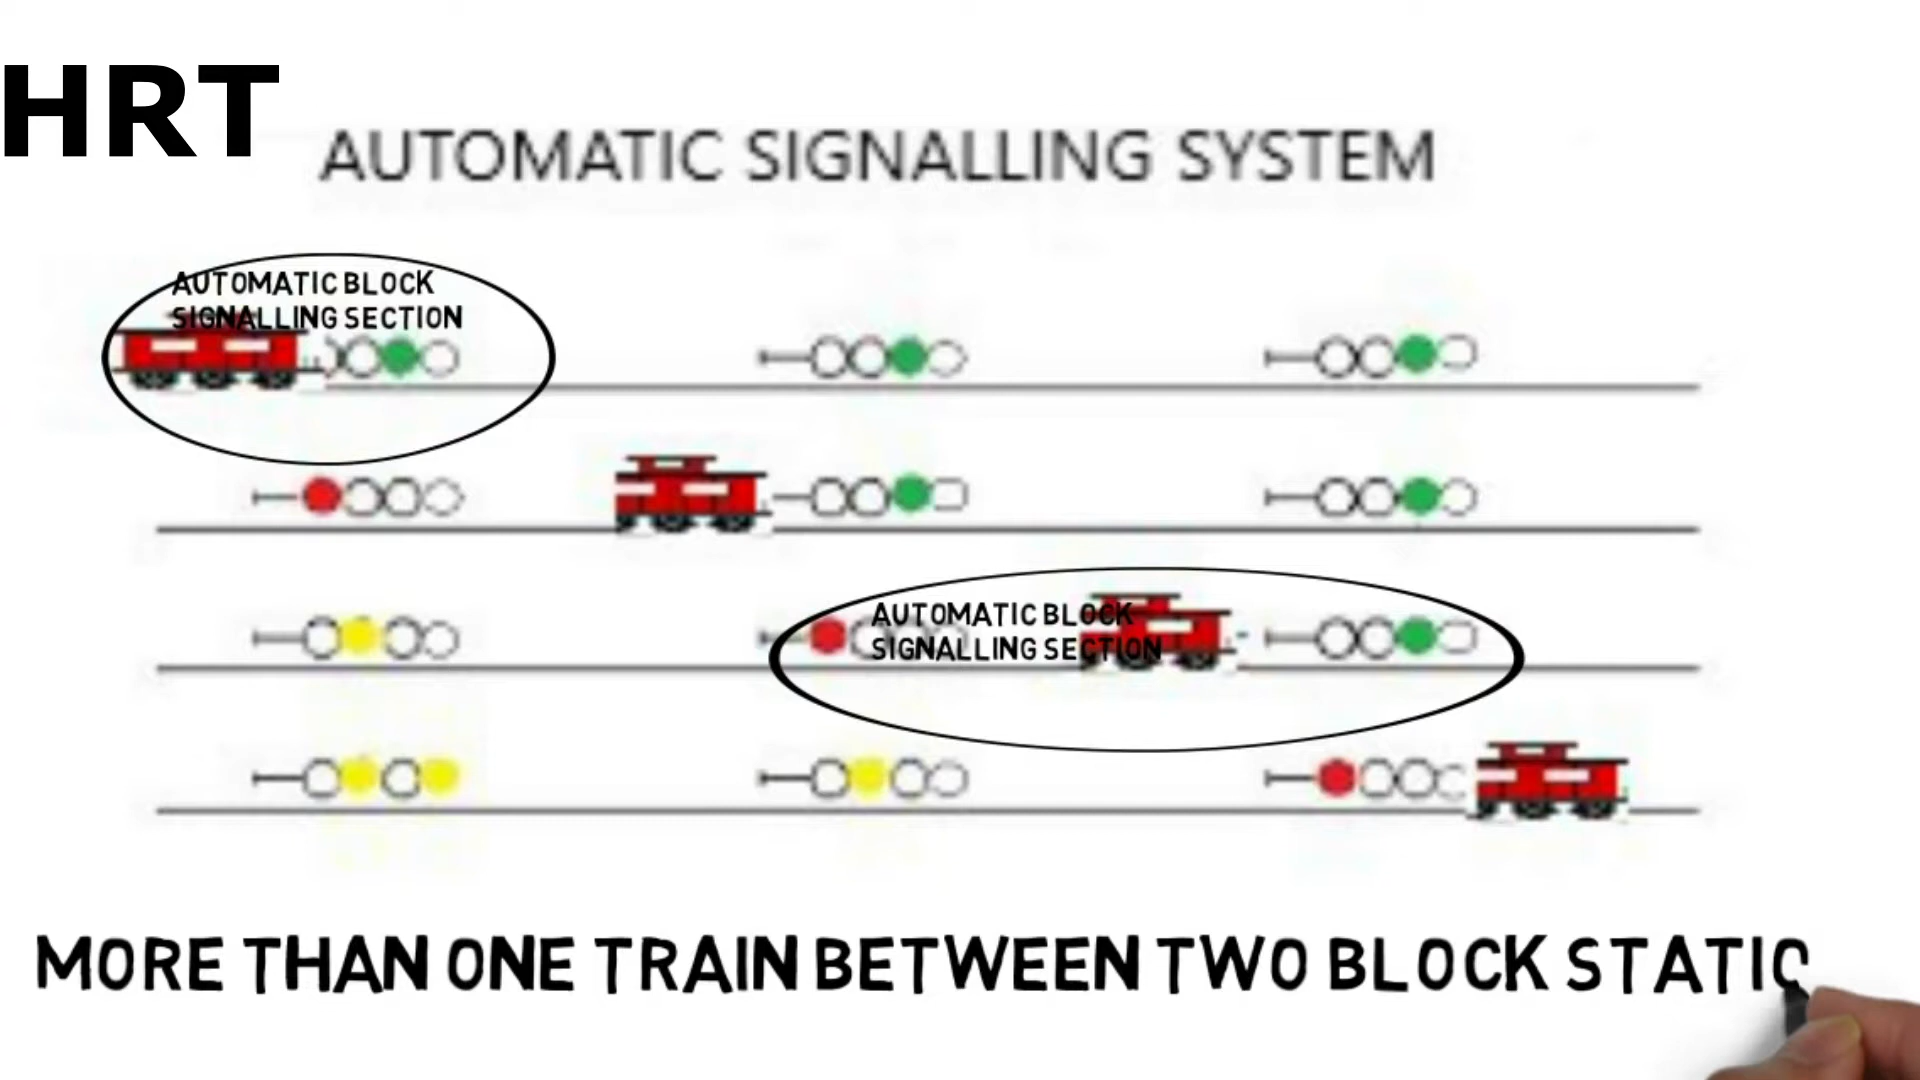 HRT
AUTOMATIC SIGNALLING SYSTEM
AUTOMATIC BLOCK
SIGNALLING SECTION
AUTOMATIC BLOCK
SIGNALLING SECTION
MORE THAN ONE TRAIN BETWEEN TWO BLOCK STATIO